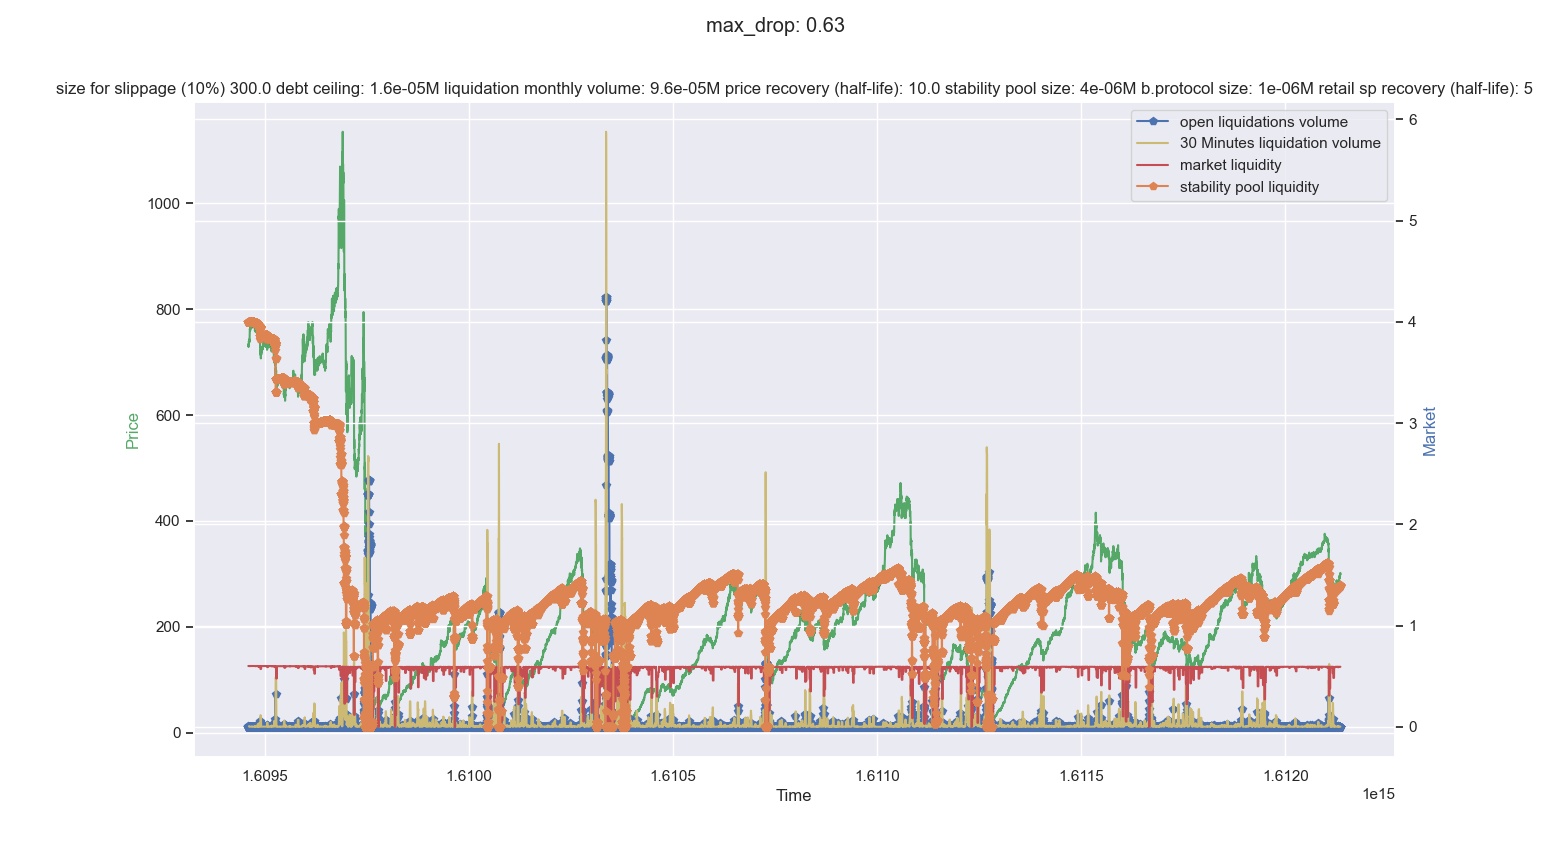 max_drop: 0.63
size for slippage (10%) 300.0 debt ceiling: 1.6e-05M liquidation monthly volume: 9.6e-05M price recovery (half-life): 10.0 stability pool size: 4e-06M b.protocol size: 1e-06M retail sp recovery (half-life): 5
open liquidations volume
30 Minutes liquidation volume
market liquidity
stability pool liquidity
Price
1000
800
600
400
200
0
6
5
4
3
2
1
0
Market
1.6095
1.6100
1.6105
1.6110
1.6115
1.6120
Time
1e15